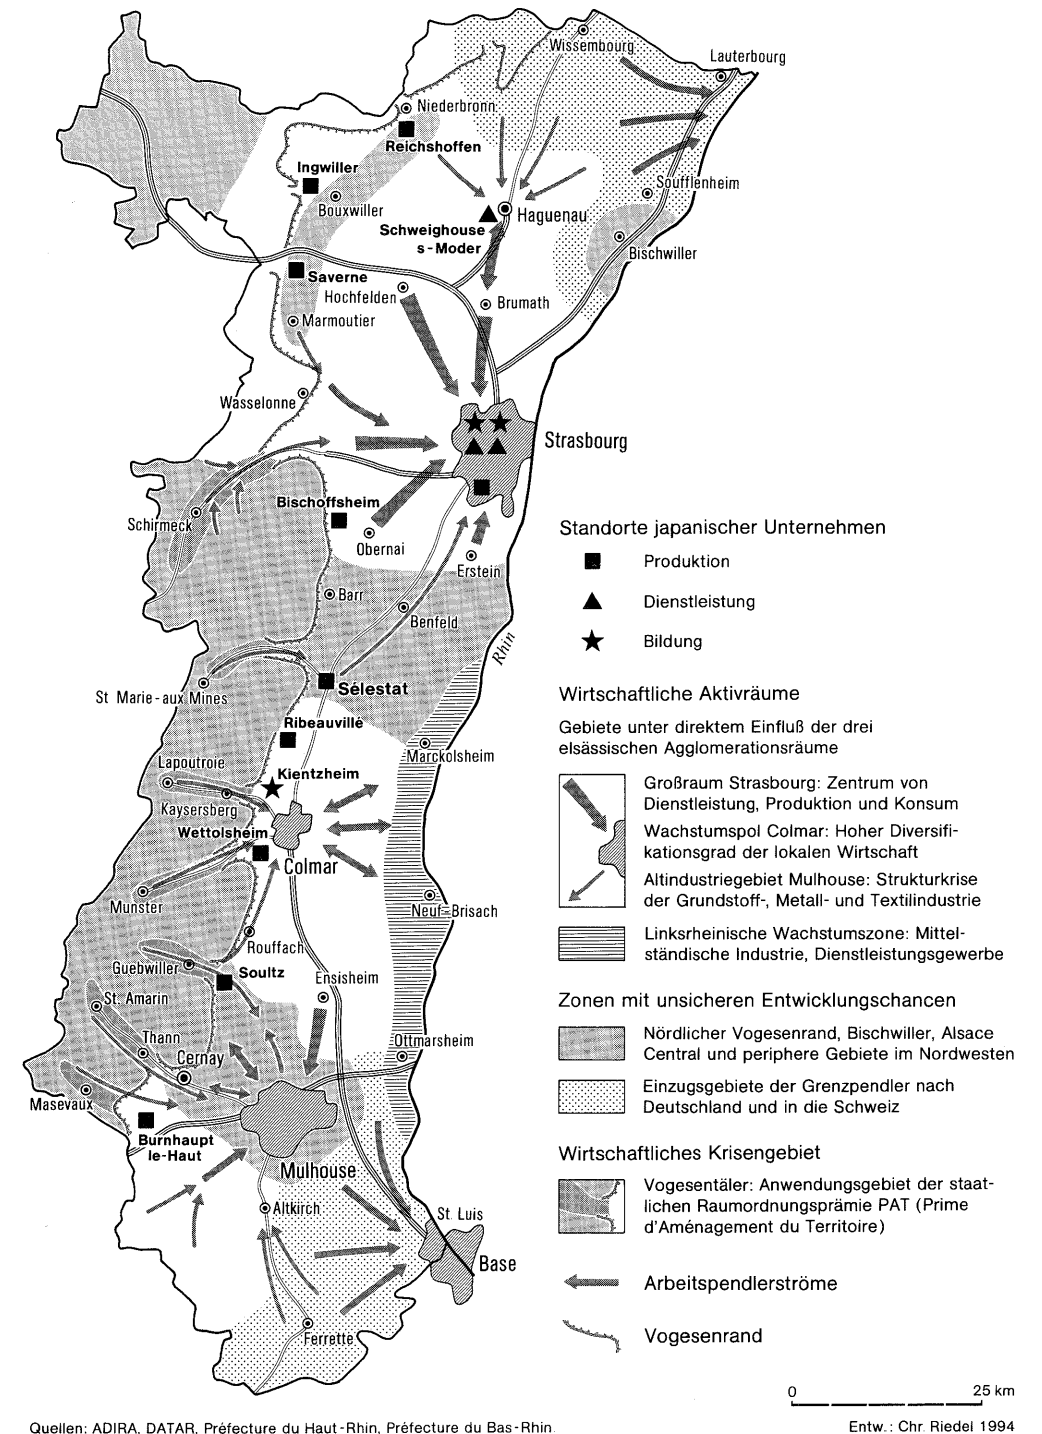 Wissembourg
Lauterbourg
Niederbronn
Reichshoffen
Ingwiller
Bouxwiller
Soufflenheim
Haguenau
Schweighouse
s-Moder
Bischwiller
Saverne
Hochfelden
Brumath
Marmoutier
Wasselonne
Strasbourg
Bischoffsheim
Schirmeck
Obernai
Erstein
Barr
Benfeld
Rhin
St Marie-aux Mines
Sélestat
Ribeauvillé
Marckolsheim
Lapoutroie
Kientzheim
Kaysersberg
Wettolsheim
Colmar
Munster
Neuf-Brisach
Rouffach
Guebwiller
Soultz
Ensisheim
St. Amarin
Thann
Cernay
Ottmarsheim
Masevaux
Burnhaupt
le-Haut
Mulhouse
Altkirch
St. Luis
Base
Ferrette
Standorte japanischer Unternehmen
Produktion
Dienstleistung
Bildung
Wirtschaftliche Aktivräume
Gebiete unter direktem Einfluß der drei
elsässischen Agglomerationsräume
Großraum Strasbourg: Zentrum von
Dienstleistung, Produktion und Konsum
Wachstumspol Colmar: Hoher Diversifi-
kationsgrad der lokalen Wirtschaft
Altindustriegebiet Mulhouse: Strukturkrise
der Grundstoff-, Metall- und Textilindustrie
Linksrheinische Wachstumszone: Mittel-
ständische Industrie, Dienstleistungsgewerbe
Zonen mit unsicheren Entwicklungschancen
Nördlicher Vogesenrand, Bischwiller, Alsace
Central und periphere Gebiete im Nordwesten
Einzugsgebiete der Grenzpendler nach
Deutschland und in die Schweiz
Wirtschaftliches Krisengebiet
Vogesentäler: Anwendungsgebiet der staat-
lichen Raumordnungsprämie PAT (Prime
d'Aménagement du Territoire)
Arbeitspendlerströme
Vogesenrand
0 25 km
Quellen: ADIRA, DATAR, Préfecture du Haut-Rhin, Préfecture du Bas-Rhin
Entw.: Chr. Riedel 1994